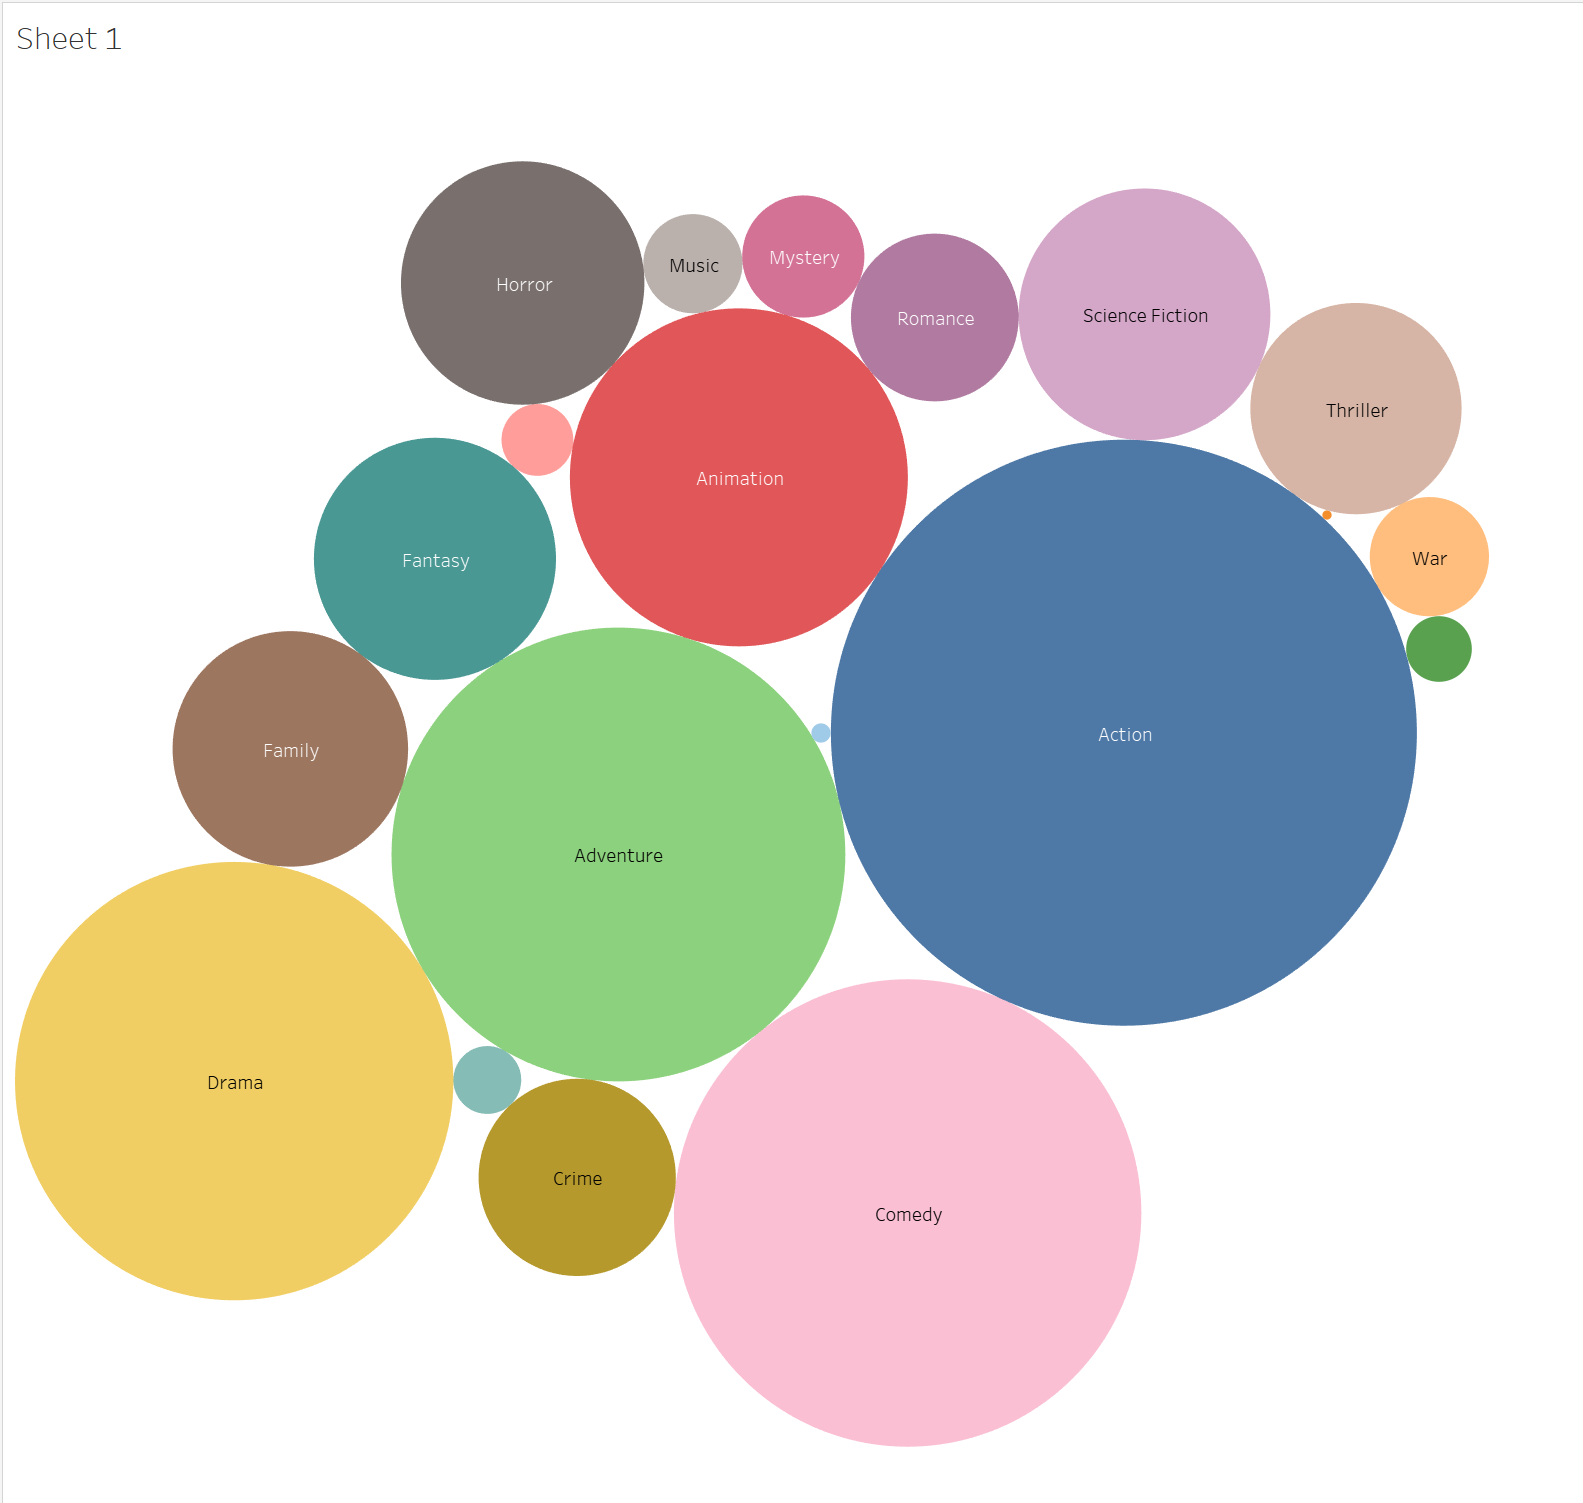 Sheet 1
Horror
Music
Mystery
Romance
Science Fiction
Thriller
Animation
Fantasy
War
Family
Action
Adventure
Drama
Crime
Comedy